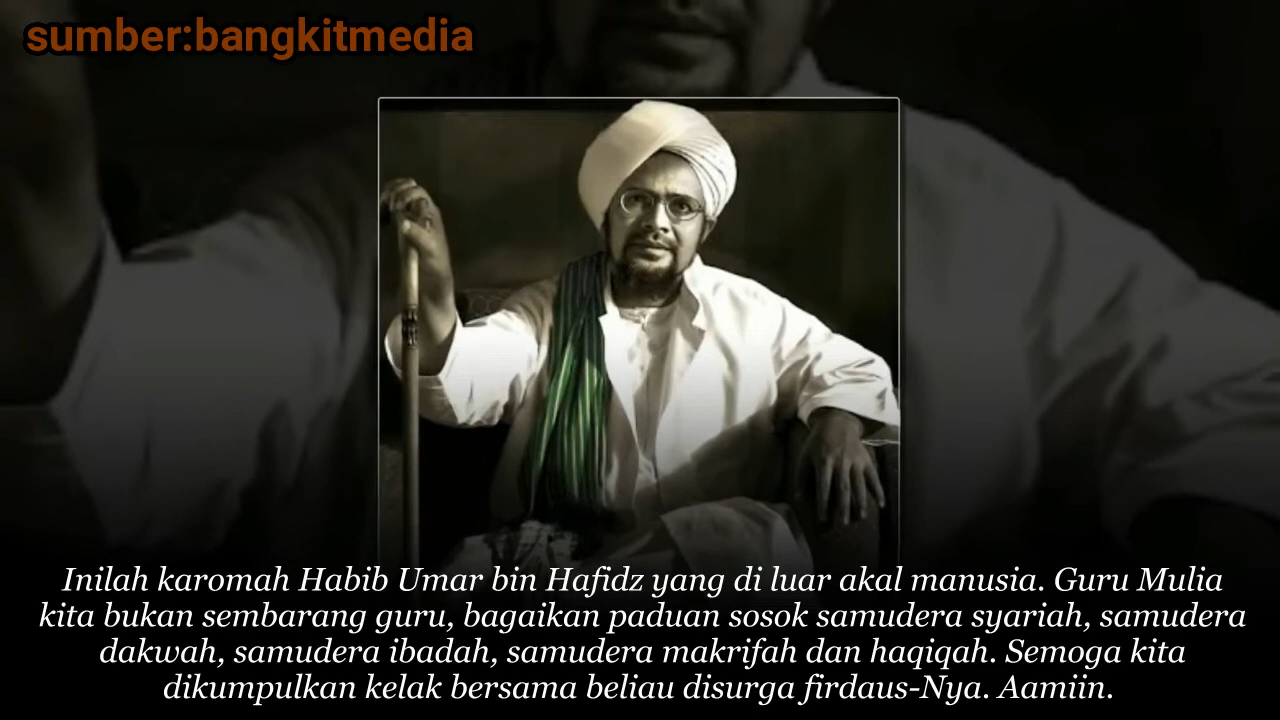 sumber:bangkitmedia
Inilah karomah Habib Umar bin Hafidz yang di luar akal manusia. Guru Mulia
kita bukan sembarang guru, bagaikan paduan sosok samudera syariah, samudera
dakwah, samudera ibadah, samudera makrifah dan haqiqah. Semoga kita
dikumpulkan kelak bersama beliau disurga firdaus-Nya. Aamiin.